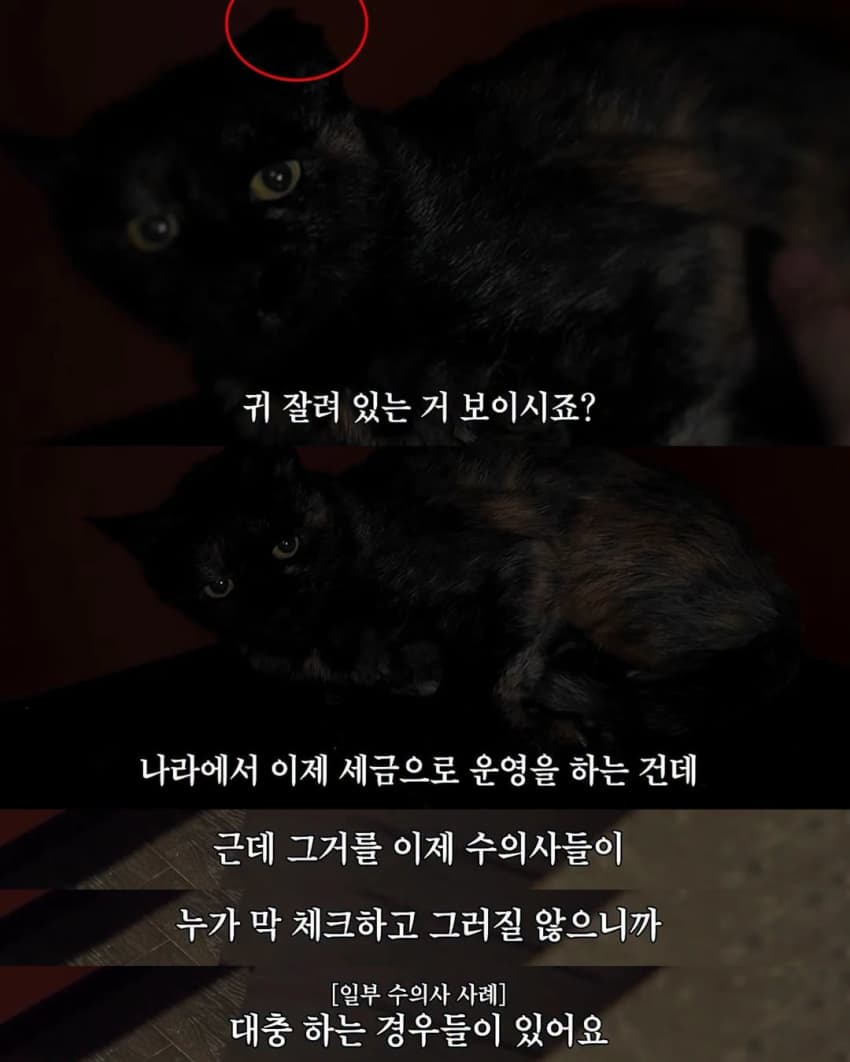 귀 잘려 있는 거 보이시죠?
나라에서 이제 세금으로 운영을 하는 건데
근데 그거를 이제 수의사들이
누가 막 체크하고 그러질 않으니까
[일부 수의사 사례]
대충 하는 경우들이 있어요